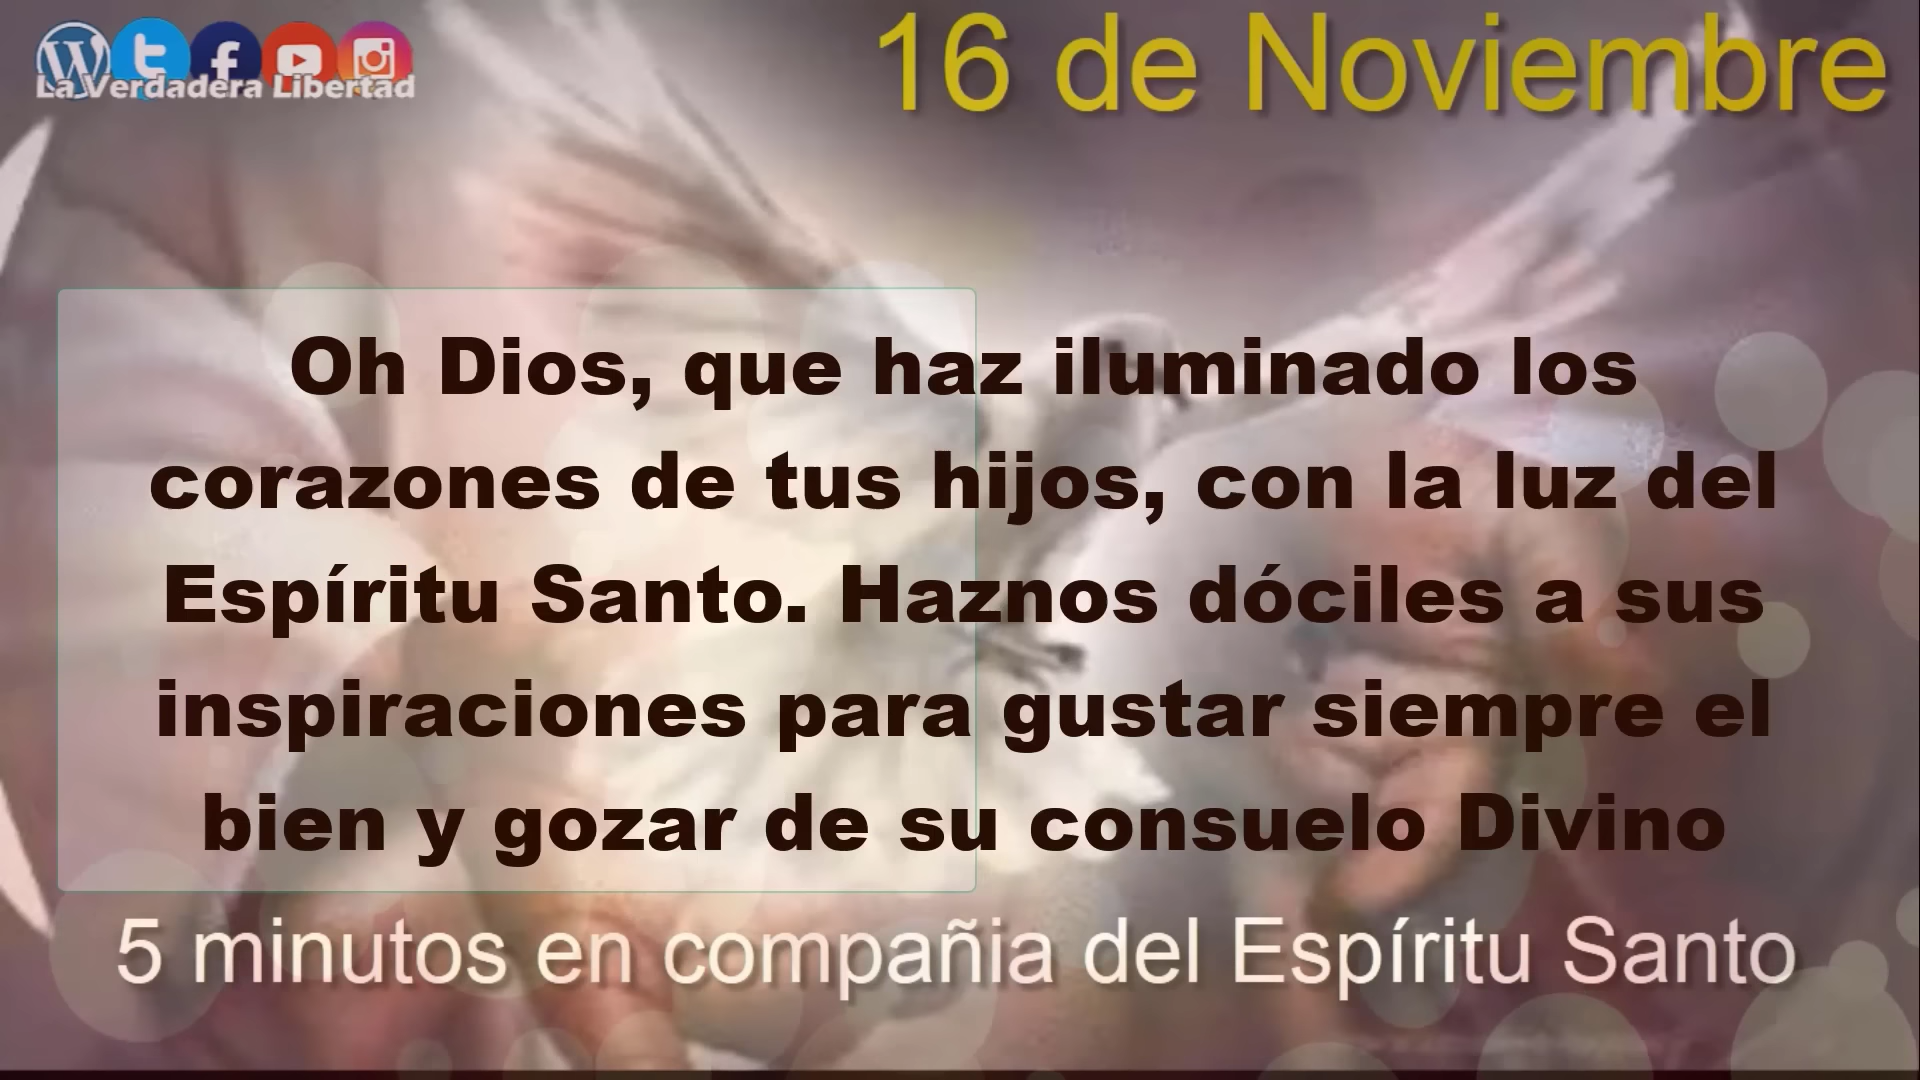 La Verdadera Libertad
16 de Noviembre
Oh Dios, que haz iluminado los
corazones de tus hijos, con la luz del
Espíritu Santo. Haznos dóciles a sus
inspiraciones para gustar siempre el
bien y gozar de su consuelo Divino
5 minutos en compañia del Espíritu Santo